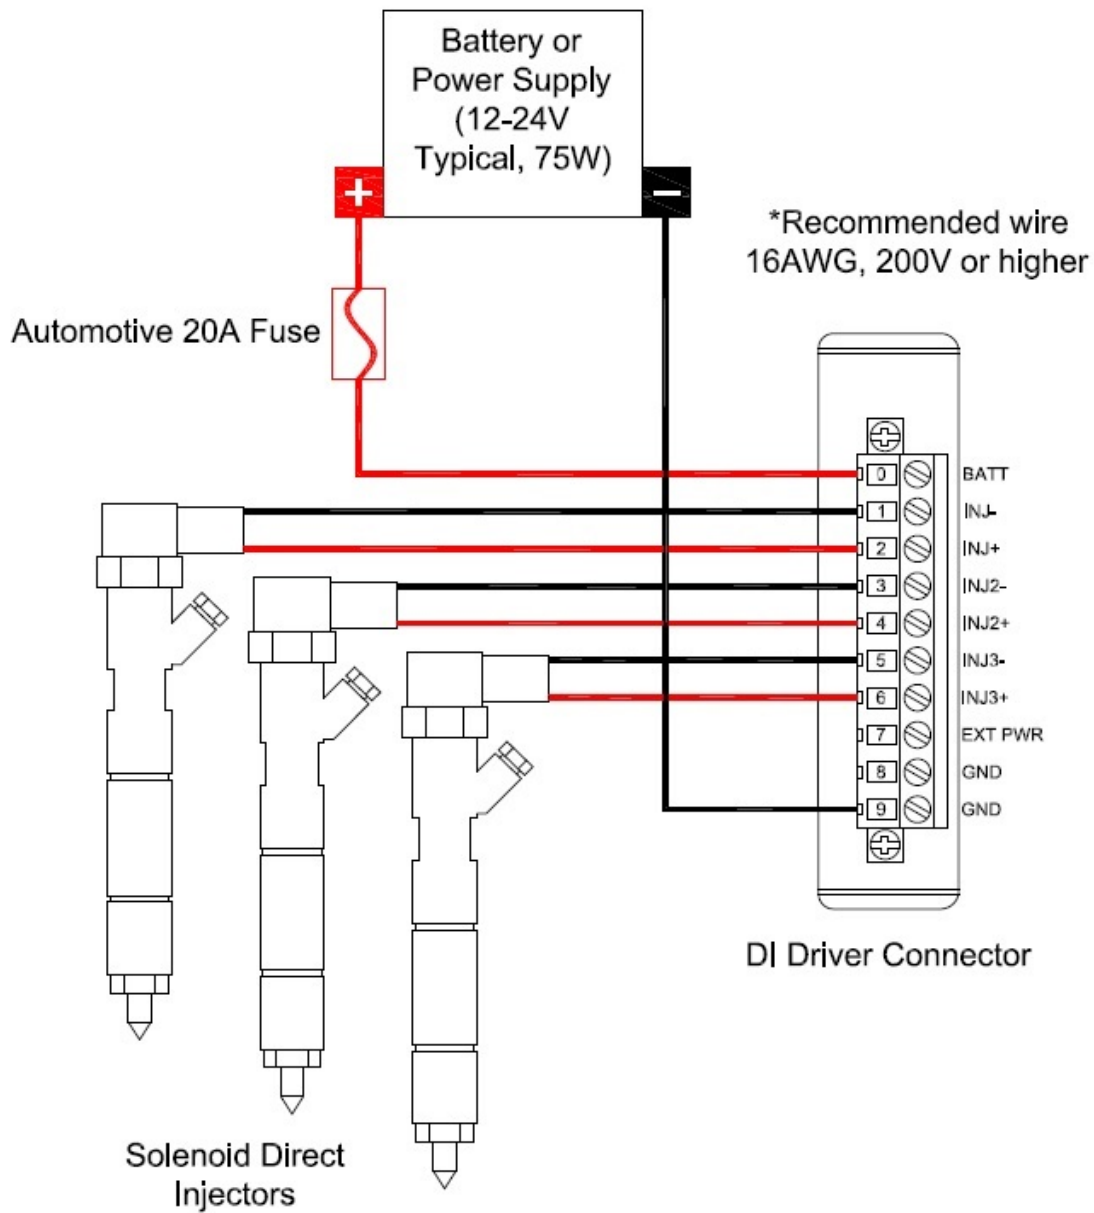 Battery or
Power Supply
(12-24V
Typical, 75W)
+
−
*Recommended wire
16AWG, 200V or higher
Automotive 20A Fuse
0 BATT
1 INJ-
2 INJ+
3 INJ2-
4 INJ2+
5 INJ3-
6 INJ3+
7 EXT PWR
8 GND
9 GND
DI Driver Connector
Solenoid Direct
Injectors